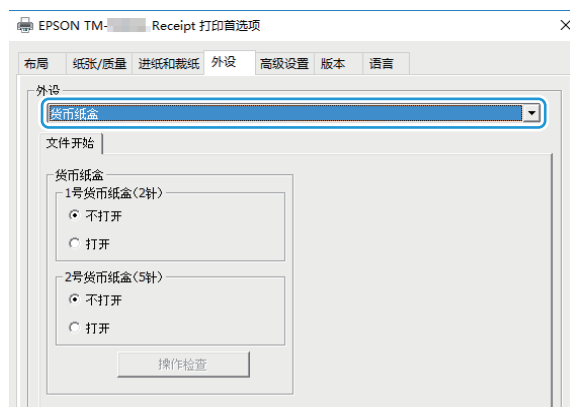 EPSON TM- Receipt 打印首选项
布局 纸张/质量 进纸和裁纸 外设 高级设置 版本 语言
外设
货币纸盒
文件开始
货币纸盒
1号货币纸盒(2针)
不打开
打开
2号货币纸盒(5针)
不打开
打开
操作检查